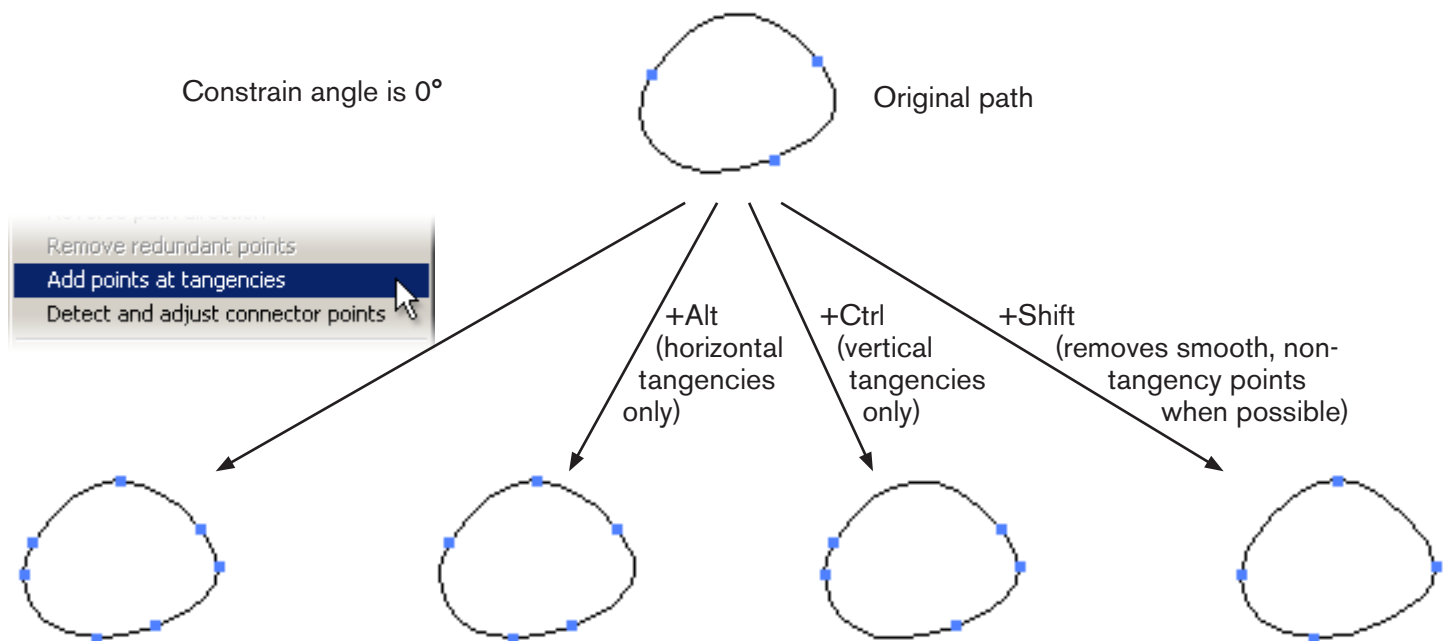 Constrain angle is 0°
Original path
Remove redundant points
Add points at tangencies
Detect and adjust connector points
+Alt
(horizontal
tangencies
only)
+Ctrl
(vertical
tangencies
only)
+Shift
(removes smooth, non-
tangency points
when possible)